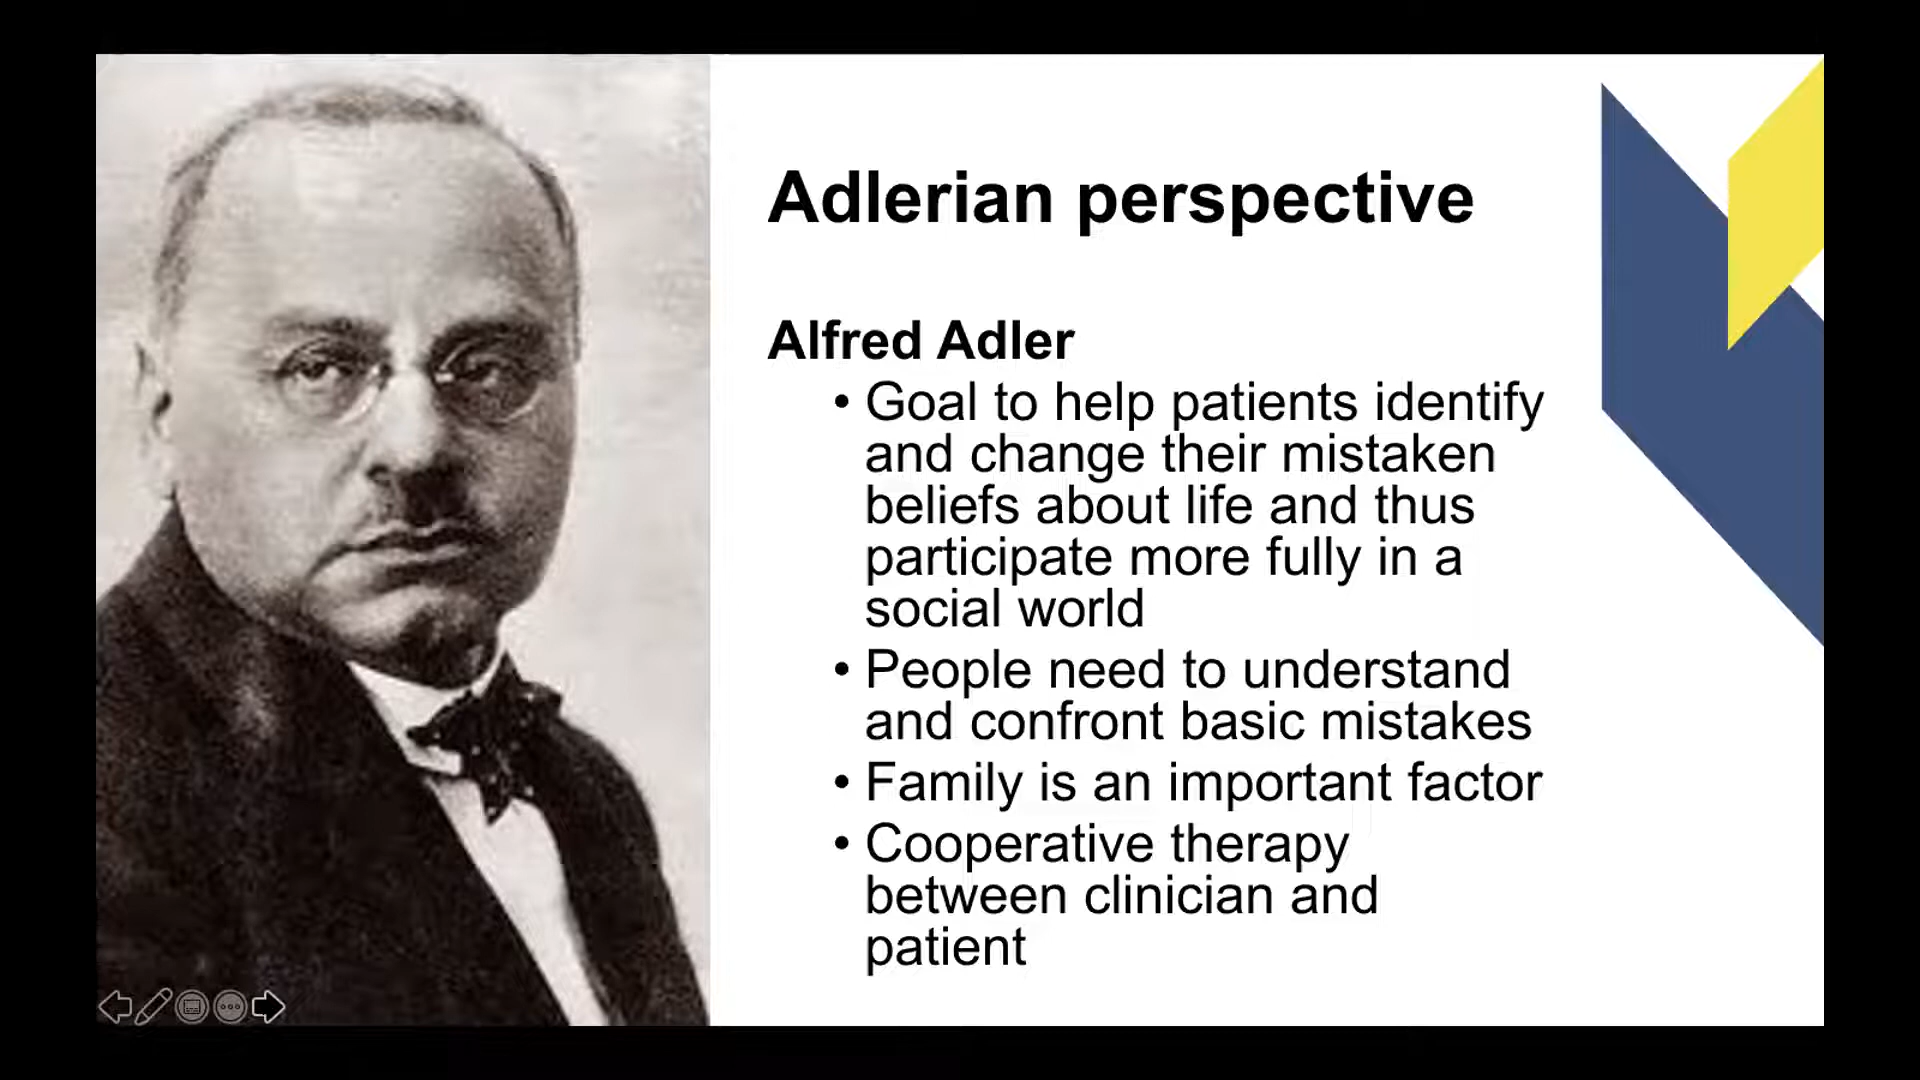 Adlerian perspective
Alfred Adler
• Goal to help patients identify
and change their mistaken
beliefs about life and thus
participate more fully in a
social world
• People need to understand
and confront basic mistakes
• Family is an important factor
• Cooperative therapy
between clinician and
patient